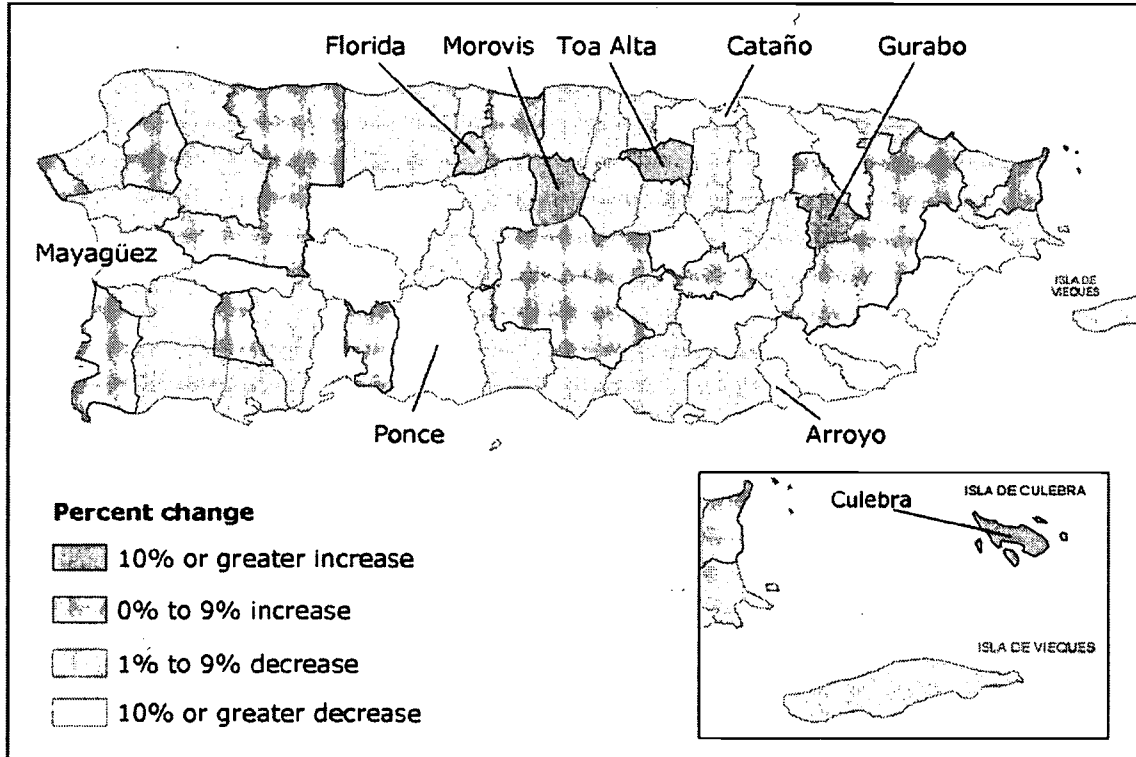 Florida Morovis Toa Alta Cataño Gurabo
Mayagüez
ISLA DE
VIEQUES
Ponce
Arroyo
Percent change
10% or greater increase
0% to 9% increase
1% to 9% decrease
10% or greater decrease
ISLA DE CULEBRA
Culebra
ISLA DE VIEQUES